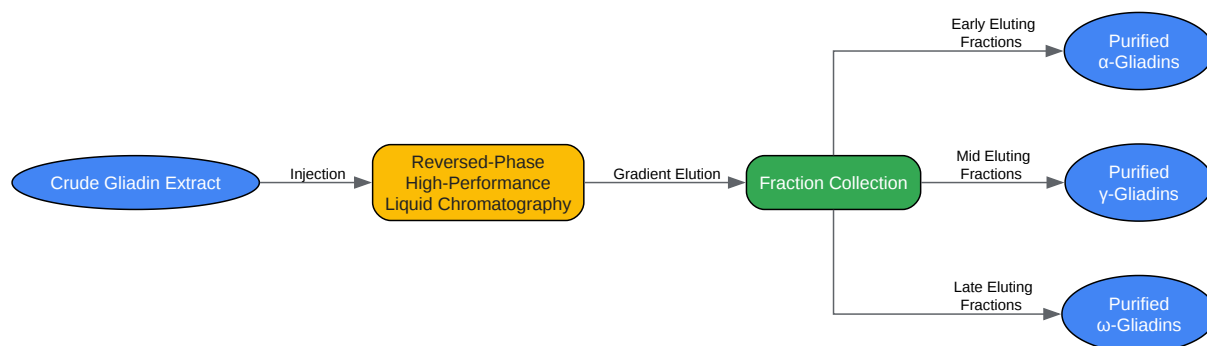 Crude Gliadin Extract
Injection
Reversed-Phase
High-Performance
Liquid Chromatography
Gradient Elution
Fraction Collection
Early Eluting
Fractions
Purified
α-Gliadins
Mid Eluting
Fractions
Purified
γ-Gliadins
Late Eluting
Fractions
Purified
ω-Gliadins